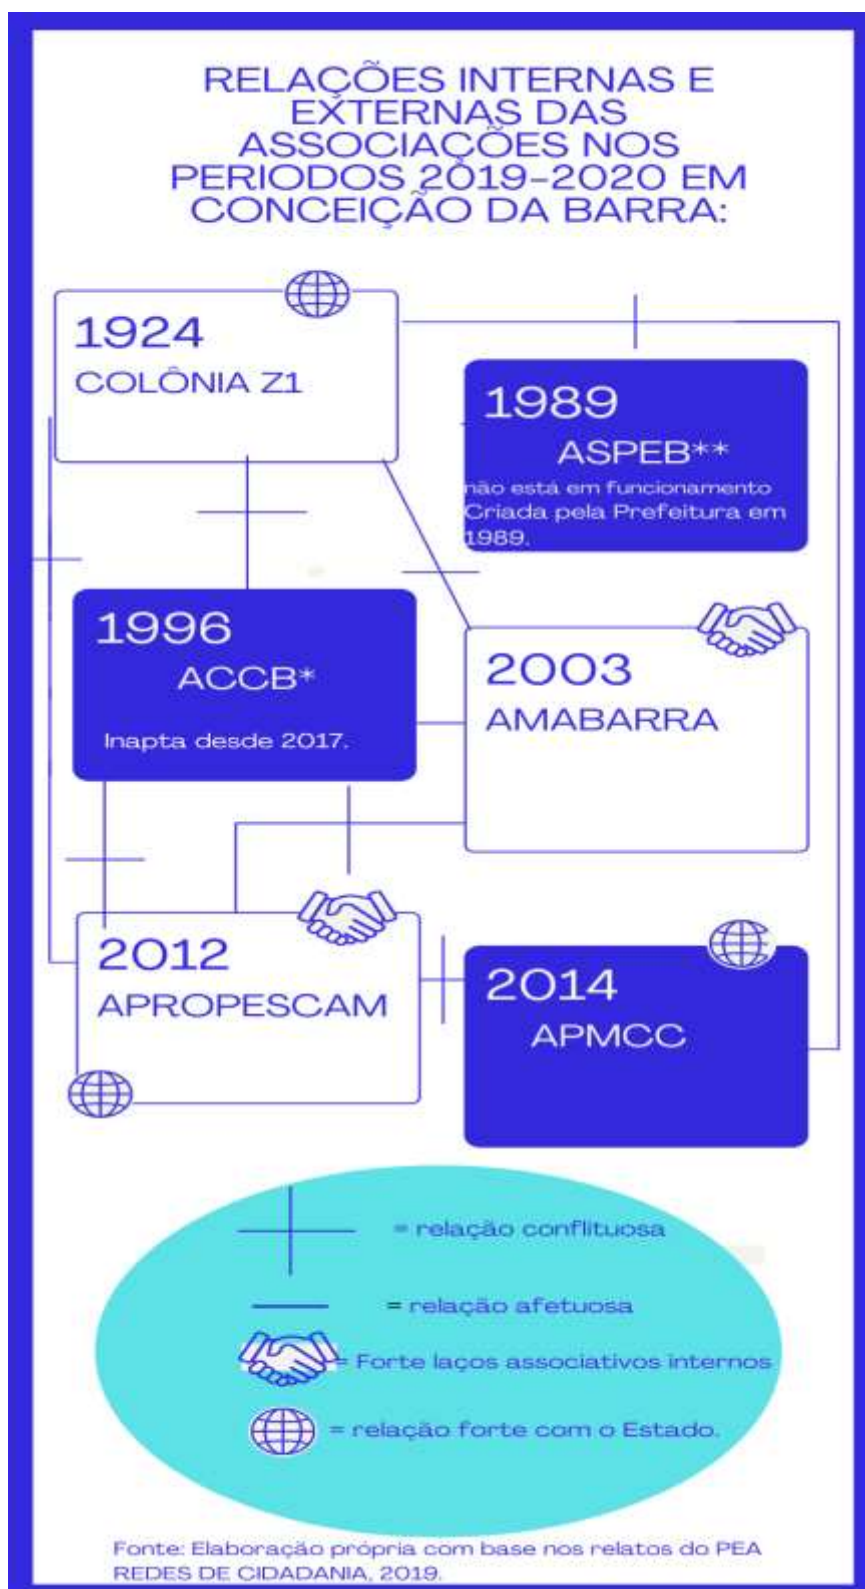 RELAÇÕES INTERNAS E
EXTERNAS DAS
ASSOCIAÇÕES NOS
PERIODOS 2019-2020 EM
CONCEIÇÃO DA BARRA:
1924
COLÔNIA Z1
1989
ASPEB**
não está em funcionamento
Criada pela Prefeitura em
1989.
1996
ACCB*
Inapta desde 2017.
2003
AMABARRA
2012
APROPESCAM
2014
APMCC
= relação conflituosa
= relação afetuosa
= Forte laços associativos internos
= relação forte com o Estado.
Fonte: Elaboração própria com base nos relatos do PEA
REDES DE CIDADANIA, 2019.